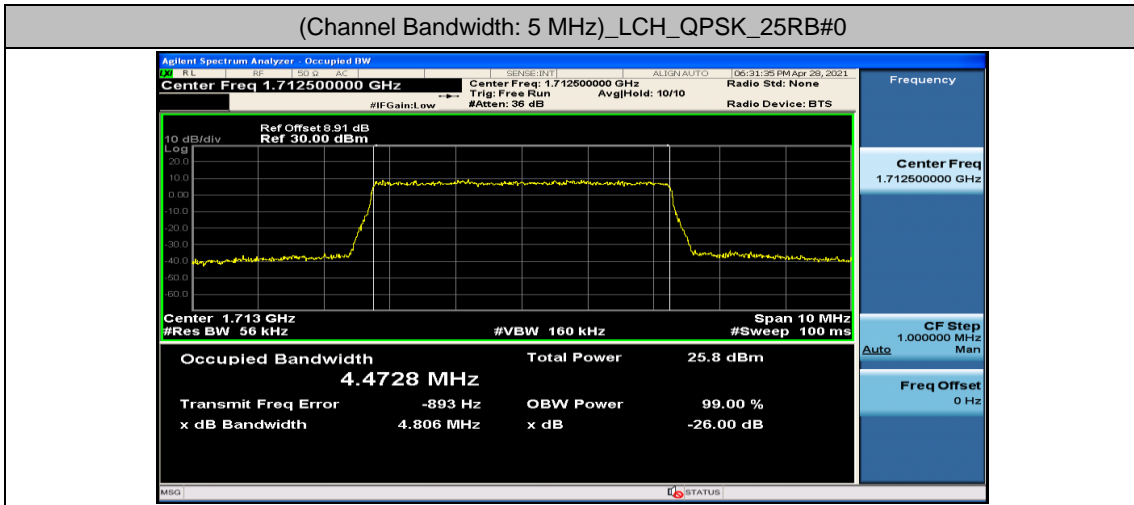 (Channel Bandwidth: 5 MHz)_LCH_QPSK_25RB#0
Agilent Spectrum Analyzer - Occupied BW
LXI RL RF 50 Ω AC SENSE:INT ALIGN AUTO 06:31:35 PM Apr 28, 2021
Center Freq 1.712500000 GHz
Center Freq: 1.712500000 GHz
Radio Std: None
Trig: Free Run Avg|Hold: 10/10
#IFGain:Low #Atten: 36 dB Radio Device: BTS
Ref Offset 8.91 dB
10 dB/div Ref 30.00 dBm
Log
20.0
10.0
0.00
-10.0
-20.0
-30.0
-40.0
-50.0
-60.0
Center 1.713 GHz Span 10 MHz
#Res BW 56 kHz #VBW 160 kHz #Sweep 100 ms
Occupied Bandwidth Total Power 25.8 dBm
4.4728 MHz
Transmit Freq Error -893 Hz OBW Power 99.00 %
x dB Bandwidth 4.806 MHz x dB -26.00 dB
MSG STATUS
Frequency
Center Freq
1.712500000 GHz
CF Step
1.000000 MHz
Auto Man
Freq Offset
0 Hz